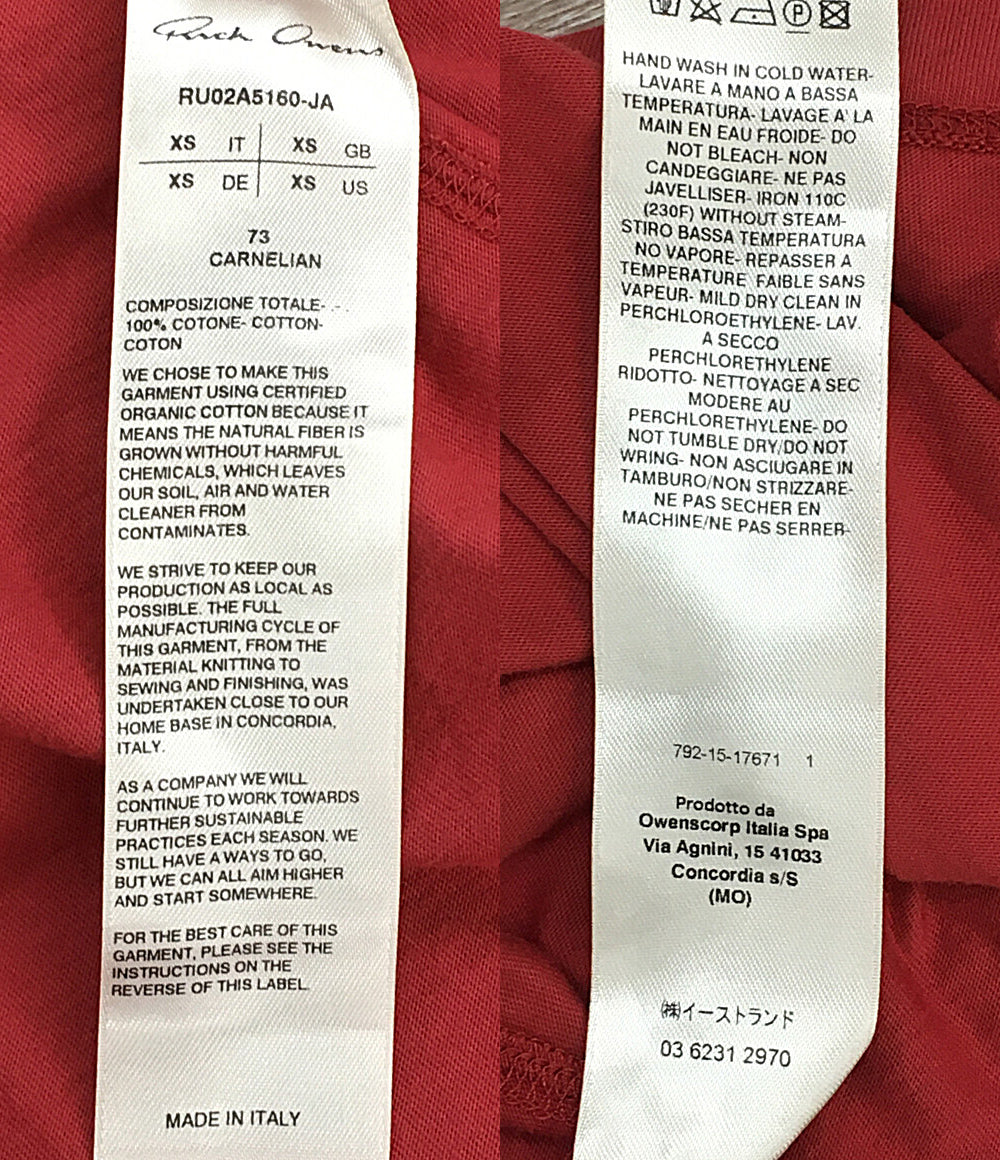 Rick Owens
RU02A5160-JA
XS IT XS GB
XS DE XS US
73
CARNELIAN
COMPOSIZIONE TOTALE- - -
100% COTONE- COTTON-
COTON
WE CHOSE TO MAKE THIS
GARMENT USING CERTIFIED
ORGANIC COTTON BECAUSE IT
MEANS THE NATURAL FIBER IS
GROWN WITHOUT HARMFUL
CHEMICALS, WHICH LEAVES
OUR SOIL, AIR AND WATER
CLEANER FROM
CONTAMINATES.
WE STRIVE TO KEEP OUR
PRODUCTION AS LOCAL AS
POSSIBLE. THE FULL
MANUFACTURING CYCLE OF
THIS GARMENT, FROM THE
MATERIAL KNITTING TO
SEWING AND FINISHING, WAS
UNDERTAKEN CLOSE TO OUR
HOME BASE IN CONCORDIA,
ITALY.
AS A COMPANY WE WILL
CONTINUE TO WORK TOWARDS
FURTHER SUSTAINABLE
PRACTICES EACH SEASON. WE
STILL HAVE A WAYS TO GO,
BUT WE CAN ALL AIM HIGHER
AND START SOMEWHERE.
FOR THE BEST CARE OF THIS
GARMENT, PLEASE SEE THE
INSTRUCTIONS ON THE
REVERSE OF THIS LABEL.
MADE IN ITALY
P
HAND WASH IN COLD WATER-
LAVARE A MANO A BASSA
TEMPERATURA- LAVAGE A' LA
MAIN EN EAU FROIDE- DO
NOT BLEACH- NON
CANDEGGIARE- NE PAS
JAVELLISER- IRON 110C
(230F) WITHOUT STEAM-
STIRO BASSA TEMPERATURA
NO VAPORE- REPASSER A
TEMPERATURE FAIBLE SANS
VAPEUR- MILD DRY CLEAN IN
PERCHLOROETHYLENE- LAV.
A SECCO
PERCHLORETHYLENE
RIDOTTO- NETTOYAGE A SEC
MODERE AU
PERCHLORETHYLENE- DO
NOT TUMBLE DRY/DO NOT
WRING- NON ASCIUGARE IN
TAMBURO/NON STRIZZARE-
NE PAS SECHER EN
MACHINE/NE PAS SERRER-
792-15-17671 1
Prodotto da
Owenscorp Italia Spa
Via Agnini, 15 41033
Concordia s/S
(MO)
㈱イーストランド
03 6231 2970